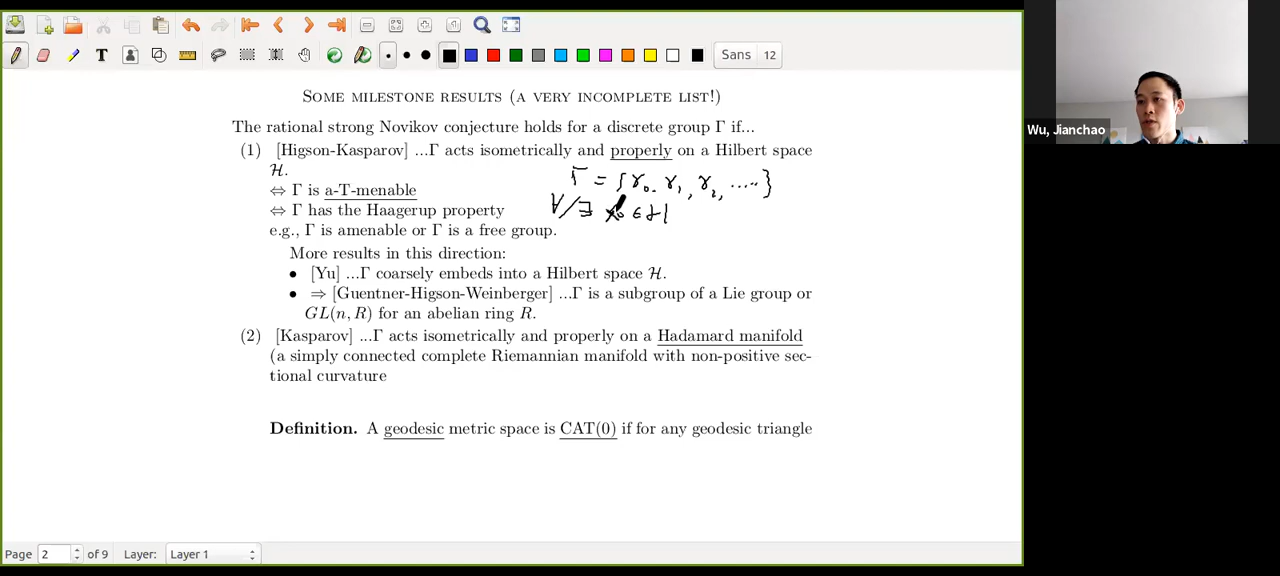 Sans 12
Wu, Jianchao
SOME MILESTONE RESULTS (A VERY INCOMPLETE LIST!)
The rational strong Novikov conjecture holds for a discrete group Γ if...
(1) [Higson-Kasparov] ...Γ acts isometrically and properly on a Hilbert space
ℋ.
Γ = {γ₀, γ₁, γ₂, .....}
⇔ Γ is a-T-menable
∀/∃ x₀ ∈ ℋ
⇔ Γ has the Haagerup property
e.g., Γ is amenable or Γ is a free group.
More results in this direction:
• [Yu] ...Γ coarsely embeds into a Hilbert space ℋ.
• ⇒ [Guentner-Higson-Weinberger] ...Γ is a subgroup of a Lie group or
GL(n, R) for an abelian ring R.
(2) [Kasparov] ...Γ acts isometrically and properly on a Hadamard manifold
(a simply connected complete Riemannian manifold with non-positive sec-
tional curvature
Definition. A geodesic metric space is CAT(0) if for any geodesic triangle
Page 2 of 9 Layer: Layer 1